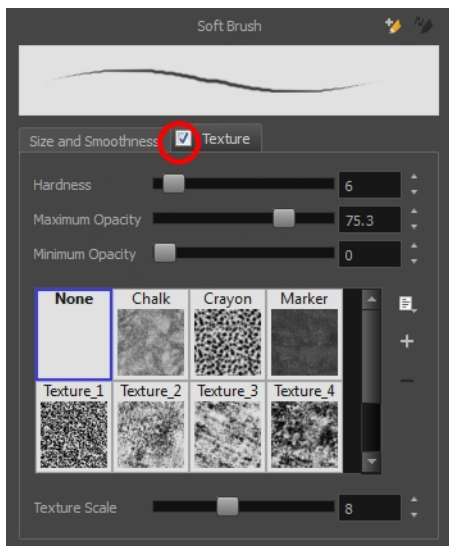 Soft Brush
Size and Smoothness Texture
Hardness 6
Maximum Opacity 75.3
Minimum Opacity 0
None Chalk Crayon Marker
Texture_1 Texture_2 Texture_3 Texture_4
Texture Scale 8